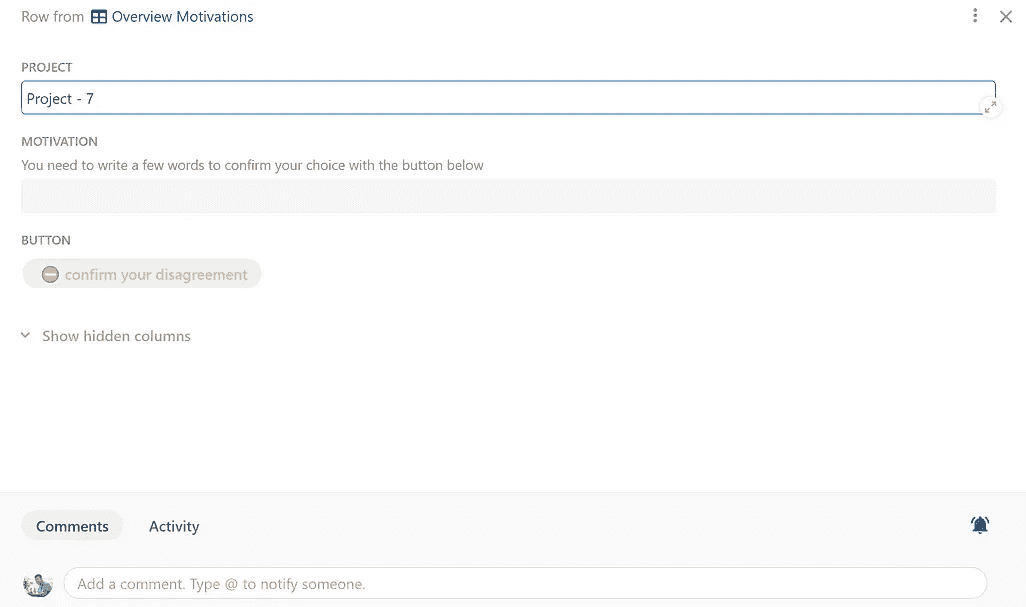 Row from Overview Motivations
PROJECT
Project - 7
MOTIVATION
You need to write a few words to confirm your choice with the button below
BUTTON
confirm your disagreement
Show hidden columns
Comments Activity
Add a comment. Type @ to notify someone.